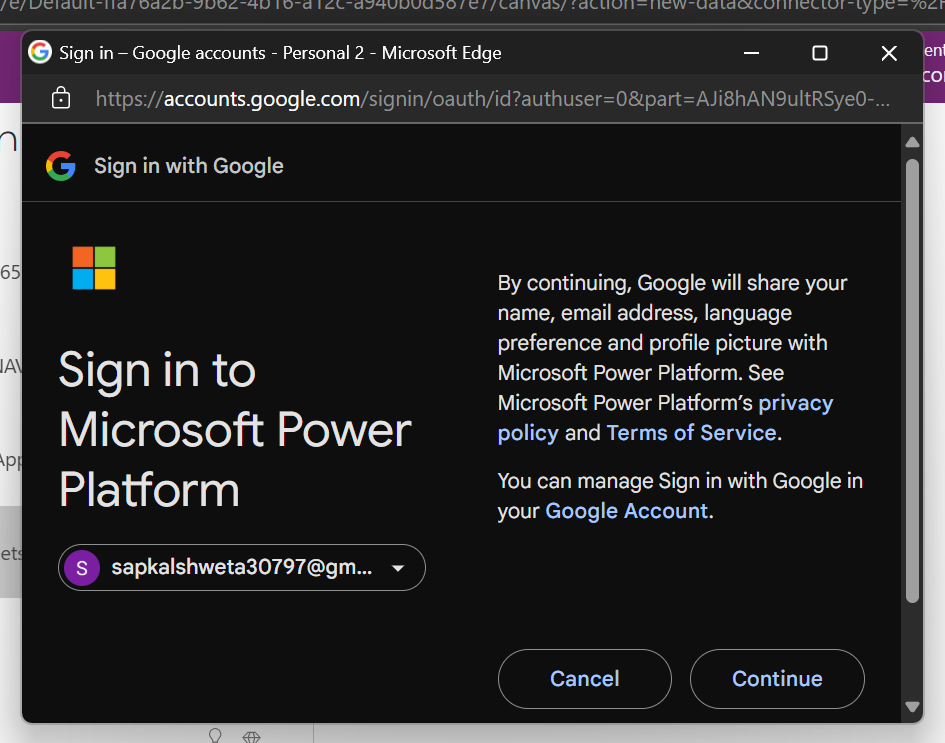 Sign in – Google accounts - Personal 2 - Microsoft Edge
https://accounts.google.com/signin/oauth/id?authuser=0&part=AJi8hAN9ultRSye0-...
Sign in with Google
Sign in to
Microsoft Power
Platform
S sapkalshweta30797@gm...
By continuing, Google will share your
name, email address, language
preference and profile picture with
Microsoft Power Platform. See
Microsoft Power Platform’s privacy
policy and Terms of Service.
You can manage Sign in with Google in
your Google Account.
Cancel
Continue